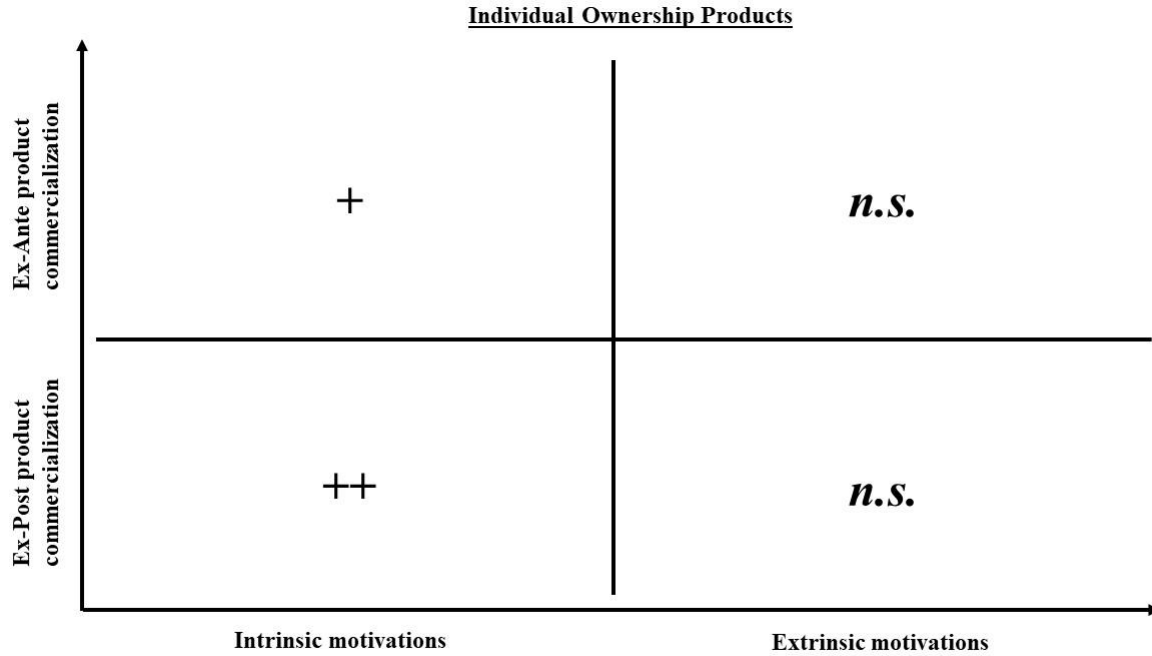 Individual Ownership Products
Ex-Ante product
commercialization
+
n.s.
Ex-Post product
commercialization
++
n.s.
Intrinsic motivations
Extrinsic motivations